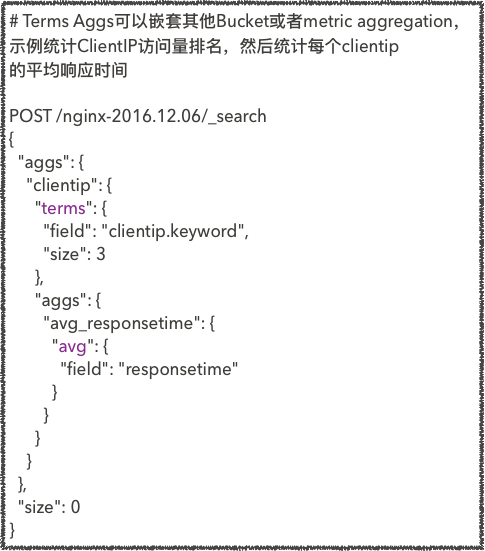 # Terms Aggs可以嵌套其他Bucket或者metric aggregation，
示例统计ClientIP访问量排名，然后统计每个clientip
的平均响应时间
POST /nginx-2016.12.06/_search
{
  "aggs": {
    "clientip": {
      "terms": {
        "field": "clientip.keyword",
        "size": 3
      },
      "aggs": {
        "avg_responsetime": {
          "avg": {
            "field": "responsetime"
          }
        }
      }
    }
  },
  "size": 0
}